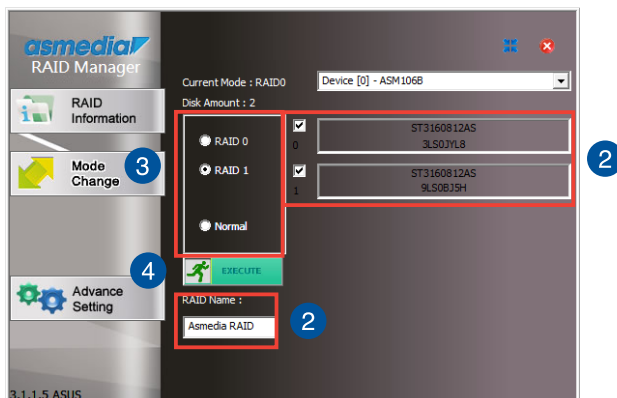 asmedia
RAID Manager
Current Mode : RAID0
Device [0] - ASM106B
RAID
Information
Disk Amount : 2
RAID 0
0
ST3160812AS
3LS0JYL8
2
3
Mode
Change
RAID 1
1
ST3160812AS
9LS0BJ5H
Normal
4
EXECUTE
Advance
Setting
RAID Name :
Asmedia RAID
2
3.1.1.5 ASUS